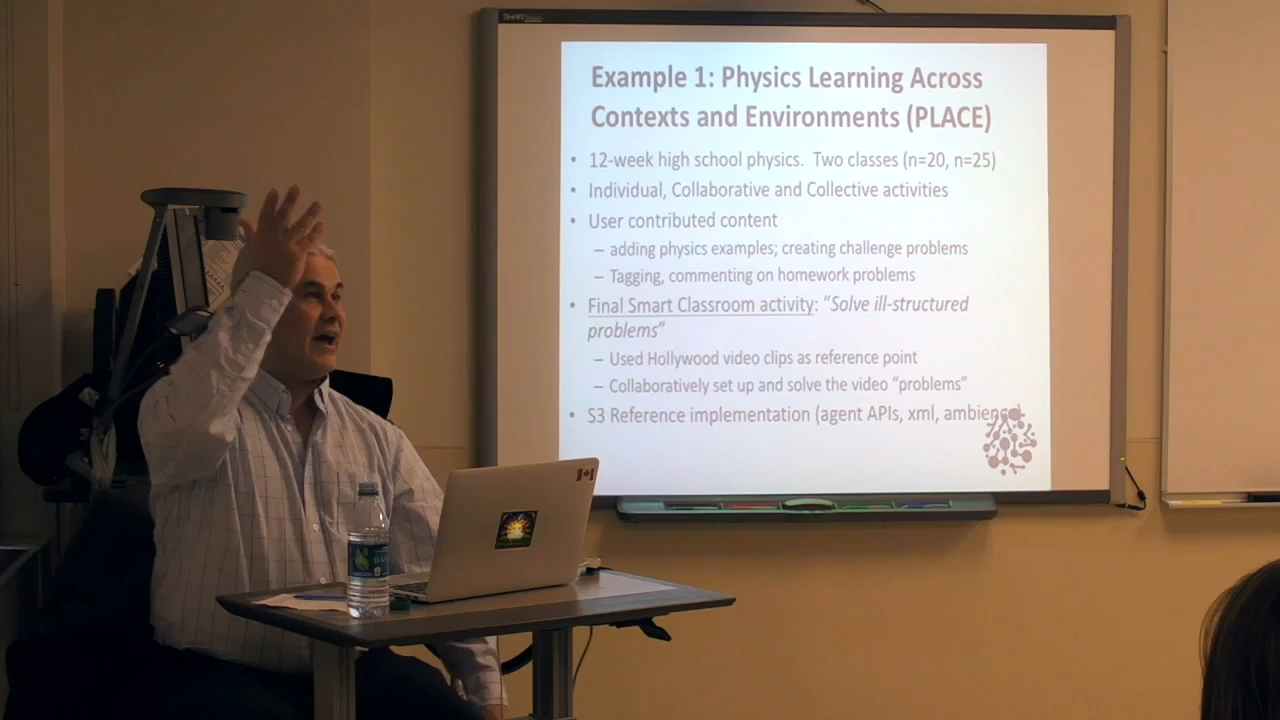 SMART
Example 1: Physics Learning Across
Contexts and Environments (PLACE)
• 12-week high school physics. Two classes (n=20, n=25)
• Individual, Collaborative and Collective activities
• User contributed content
– adding physics examples; creating challenge problems
– Tagging, commenting on homework problems
• Final Smart Classroom activity: “Solve ill-structured
problems”
– Used Hollywood video clips as reference point
– Collaboratively set up and solve the video “problems”
• S3 Reference implementation (agent APIs, xml, ambience)